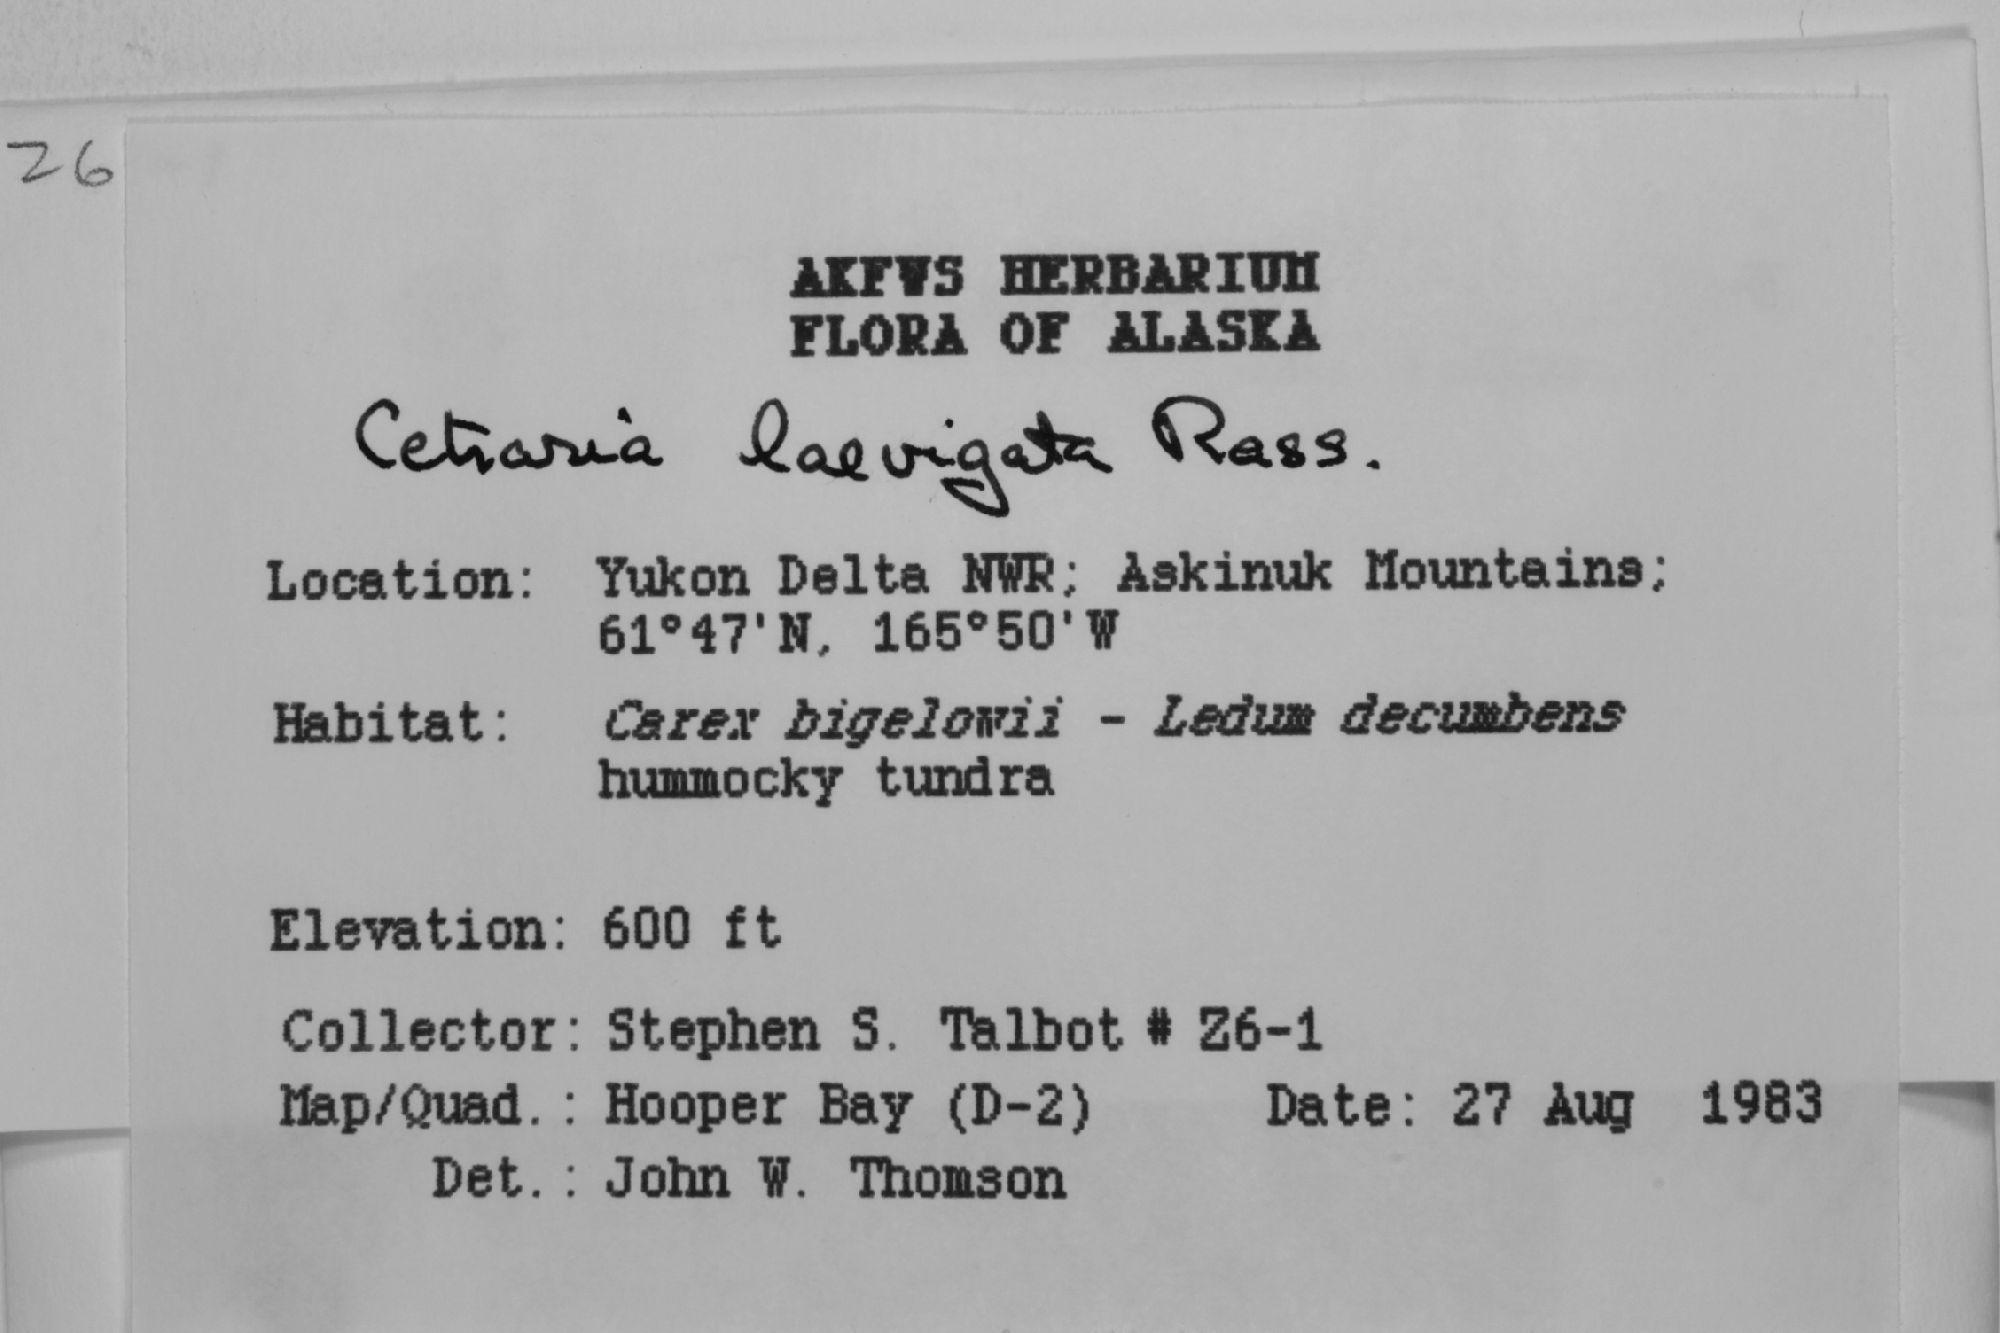 Z6
AKFWS HERBARIUM
FLORA OF ALASKA
Cetraria laevigata Rass.
Location: Yukon Delta NWR; Askinuk Mountains;
61°47'N, 165°50'W
Habitat: Carex bigelowii - Ledum decumbens
hummocky tundra
Elevation: 600 ft
Collector: Stephen S. Talbot # Z6-1
Map/Quad.: Hooper Bay (D-2) Date: 27 Aug 1983
Det.: John W. Thomson